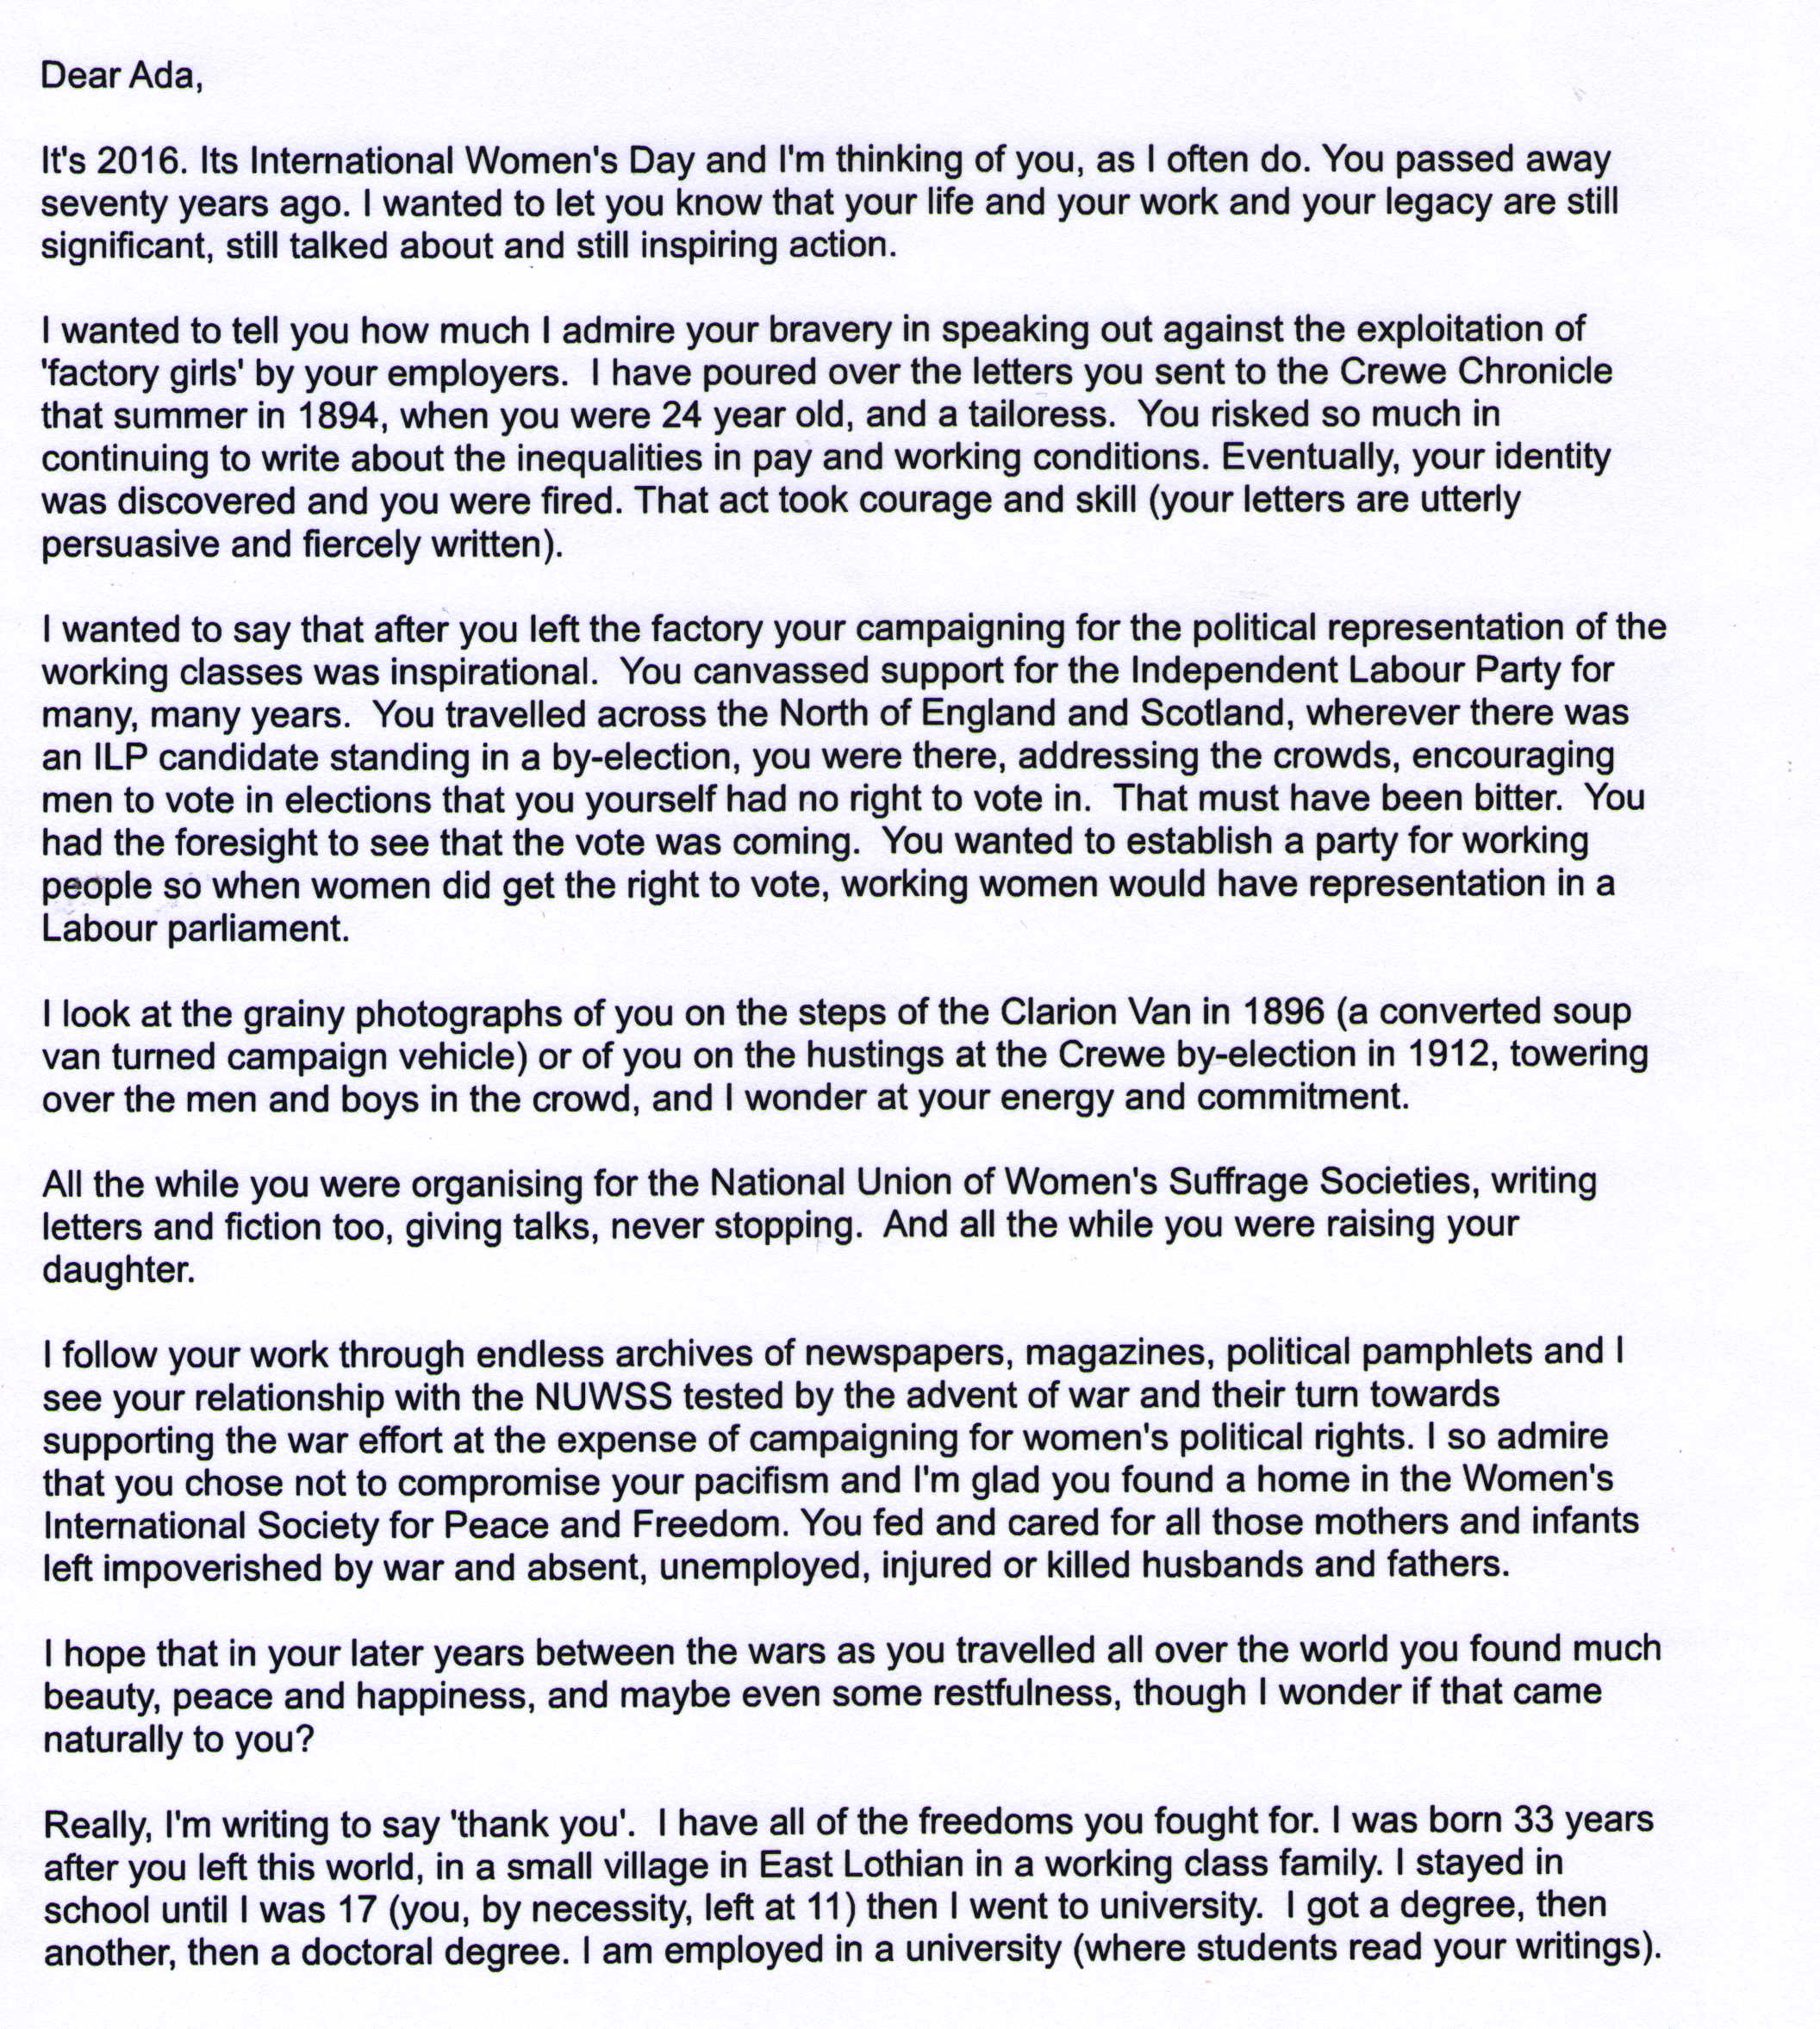 Dear Ada,
It's 2016. Its International Women's Day and I'm thinking of you, as I often do. You passed away
seventy years ago. I wanted to let you know that your life and your work and your legacy are still
significant, still talked about and still inspiring action.
I wanted to tell you how much I admire your bravery in speaking out against the exploitation of
'factory girls' by your employers.  I have poured over the letters you sent to the Crewe Chronicle
that summer in 1894, when you were 24 year old, and a tailoress.  You risked so much in
continuing to write about the inequalities in pay and working conditions. Eventually, your identity
was discovered and you were fired. That act took courage and skill (your letters are utterly
persuasive and fiercely written).
I wanted to say that after you left the factory your campaigning for the political representation of the
working classes was inspirational.  You canvassed support for the Independent Labour Party for
many, many years.  You travelled across the North of England and Scotland, wherever there was
an ILP candidate standing in a by-election, you were there, addressing the crowds, encouraging
men to vote in elections that you yourself had no right to vote in.  That must have been bitter.  You
had the foresight to see that the vote was coming.  You wanted to establish a party for working
people so when women did get the right to vote, working women would have representation in a
Labour parliament.
I look at the grainy photographs of you on the steps of the Clarion Van in 1896 (a converted soup
van turned campaign vehicle) or of you on the hustings at the Crewe by-election in 1912, towering
over the men and boys in the crowd, and I wonder at your energy and commitment.
All the while you were organising for the National Union of Women's Suffrage Societies, writing
letters and fiction too, giving talks, never stopping.  And all the while you were raising your
daughter.
I follow your work through endless archives of newspapers, magazines, political pamphlets and I
see your relationship with the NUWSS tested by the advent of war and their turn towards
supporting the war effort at the expense of campaigning for women's political rights. I so admire
that you chose not to compromise your pacifism and I'm glad you found a home in the Women's
International Society for Peace and Freedom. You fed and cared for all those mothers and infants
left impoverished by war and absent, unemployed, injured or killed husbands and fathers.
I hope that in your later years between the wars as you travelled all over the world you found much
beauty, peace and happiness, and maybe even some restfulness, though I wonder if that came
naturally to you?
Really, I'm writing to say 'thank you'.  I have all of the freedoms you fought for. I was born 33 years
after you left this world, in a small village in East Lothian in a working class family. I stayed in
school until I was 17 (you, by necessity, left at 11) then I went to university.  I got a degree, then
another, then a doctoral degree. I am employed in a university (where students read your writings).